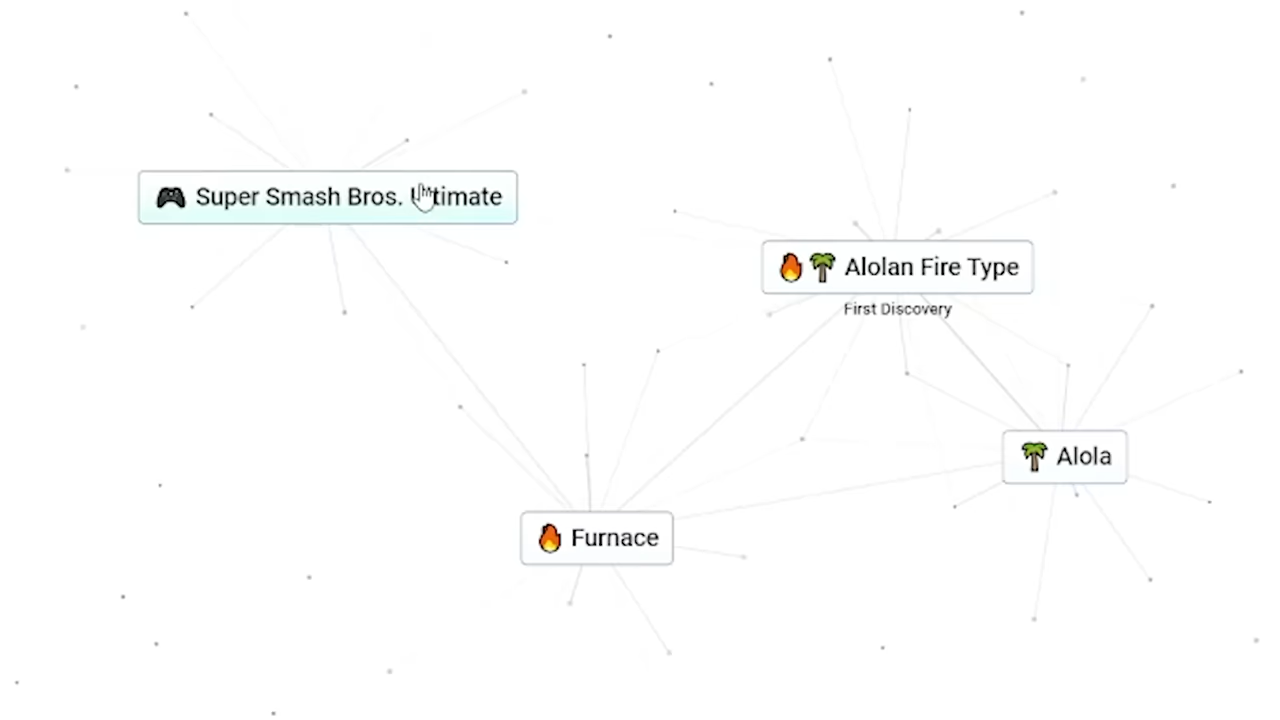 Super Smash Bros. Ultimate
Alolan Fire Type
First Discovery
Alola
Furnace